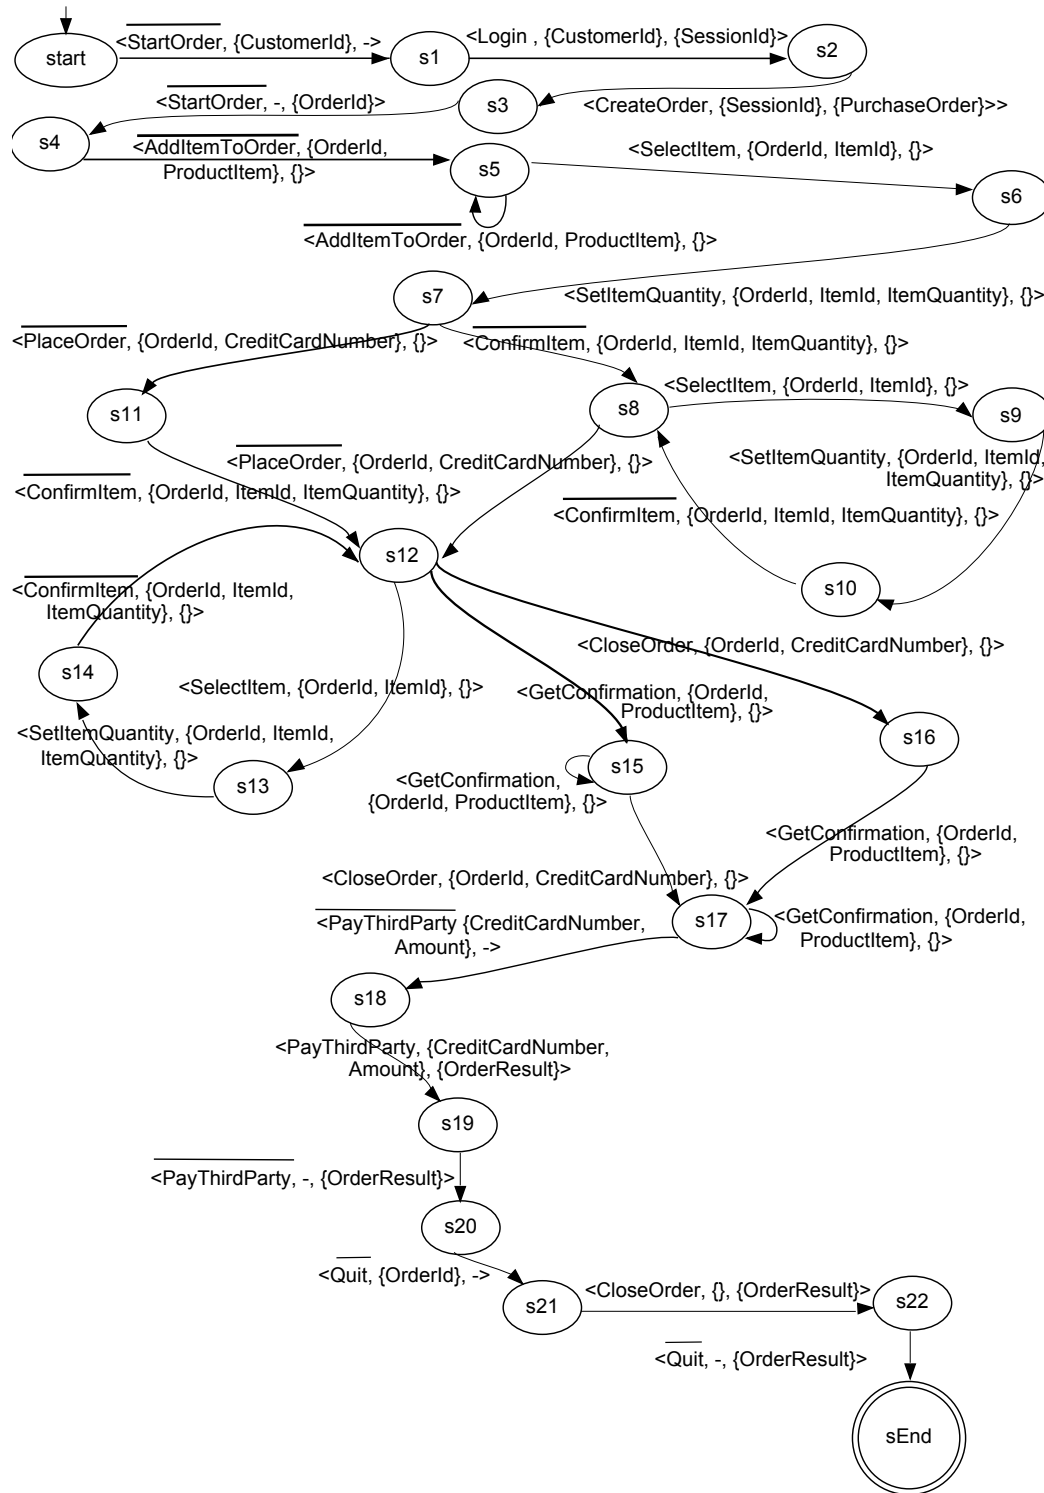 start
<StartOrder, {CustomerId}, ->
s1
<Login , {CustomerId}, {SessionId}>
s2
<StartOrder, -, {OrderId}>
s3
<CreateOrder, {SessionId}, {PurchaseOrder}>>
s4
<AddItemToOrder, {OrderId,
ProductItem}, {}>
s5
<SelectItem, {OrderId, ItemId}, {}>
s6
<AddItemToOrder, {OrderId, ProductItem}, {}>
s7
<SetItemQuantity, {OrderId, ItemId, ItemQuantity}, {}>
<PlaceOrder, {OrderId, CreditCardNumber}, {}>
<ConfirmItem, {OrderId, ItemId, ItemQuantity}, {}>
s11
s8
<SelectItem, {OrderId, ItemId}, {}>
s9
<PlaceOrder, {OrderId, CreditCardNumber}, {}>
<SetItemQuantity, {OrderId, ItemId,
ItemQuantity}, {}>
<ConfirmItem, {OrderId, ItemId, ItemQuantity}, {}>
<ConfirmItem, {OrderId, ItemId, ItemQuantity}, {}>
s12
s10
<ConfirmItem, {OrderId, ItemId,
ItemQuantity}, {}>
<CloseOrder, {OrderId, CreditCardNumber}, {}>
s14
<SelectItem, {OrderId, ItemId}, {}>
<GetConfirmation, {OrderId,
ProductItem}, {}>
<SetItemQuantity, {OrderId, ItemId,
ItemQuantity}, {}>
s16
s13
s15
<GetConfirmation,
{OrderId, ProductItem}, {}>
<GetConfirmation, {OrderId,
ProductItem}, {}>
<CloseOrder, {OrderId, CreditCardNumber}, {}>
s17
<GetConfirmation, {OrderId,
ProductItem}, {}>
<PayThirdParty {CreditCardNumber,
Amount}, ->
s18
<PayThirdParty, {CreditCardNumber,
Amount}, {OrderResult}>
s19
<PayThirdParty, -, {OrderResult}>
s20
<Quit, {OrderId}, ->
s21
<CloseOrder, {}, {OrderResult}>
s22
<Quit, -, {OrderResult}>
sEnd